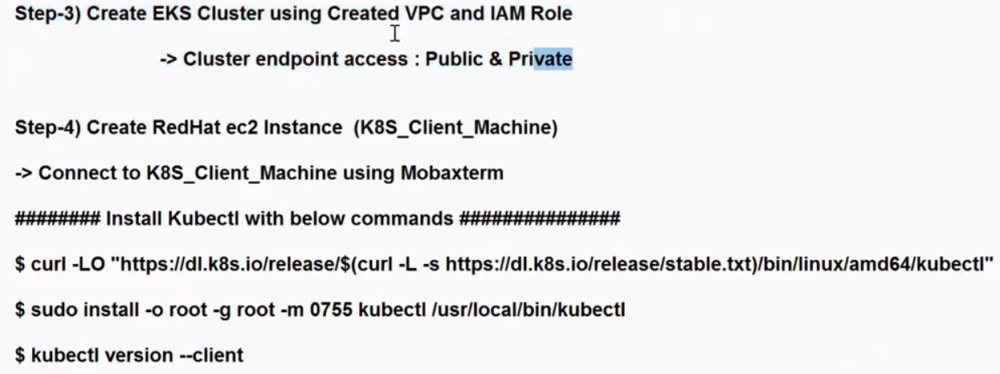 Step-3) Create EKS Cluster using Created VPC and IAM Role
-> Cluster endpoint access : Public & Private
Step-4) Create RedHat ec2 Instance  (K8S_Client_Machine)
-> Connect to K8S_Client_Machine using Mobaxterm
######## Install Kubectl with below commands ###############
$ curl -LO "https://dl.k8s.io/release/$(curl -L -s https://dl.k8s.io/release/stable.txt)/bin/linux/amd64/kubectl"
$ sudo install -o root -g root -m 0755 kubectl /usr/local/bin/kubectl
$ kubectl version --client